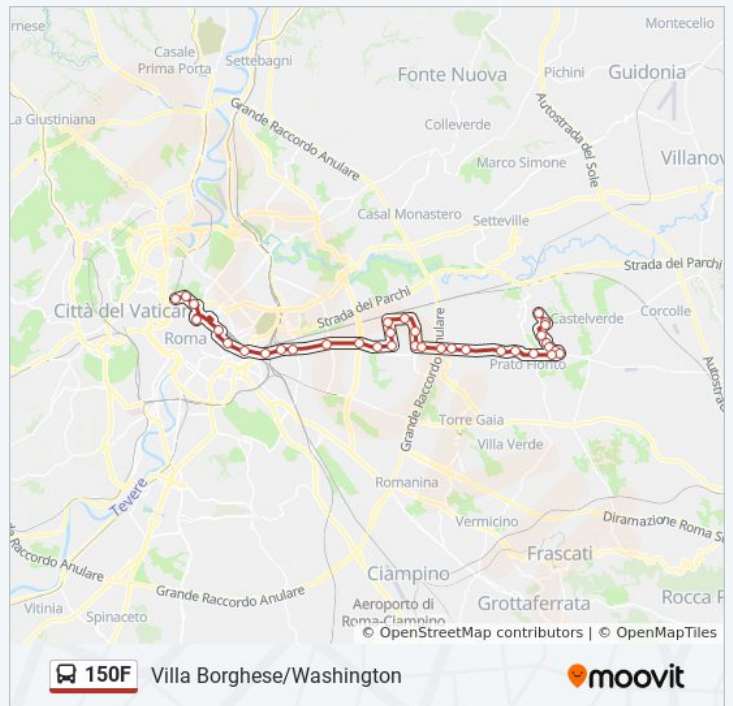 Montecelio
rnese
Casale
Prima Porta
Settebagni
Fonte Nuova
Pichini
Guidonia
La Giustiniana
Grande Raccordo Anulare
Colleverde
Autostrada del Sole
Marco Simone
Villanov
Casal Monastero
Setteville
Strada dei Parchi
Strada dei Parchi
Città del Vatican
Roma
Castelverde
Corcolle
Prato Fiorito
Autostra
Grande Raccordo Anulare
Torre Gaia
Villa Verde
Romanina
Tevere
Vermicino
Diramazione Roma S
de Raccordo Anulare
Frascati
Ciampino
Grande Raccordo Anulare
Vitinia
Spinaceto
Aeroporto di
Roma-Ciampino
Grottaferrata
Rocca P
© OpenStreetMap contributors | © OpenMapTiles
150F Villa Borghese/Washington moovit